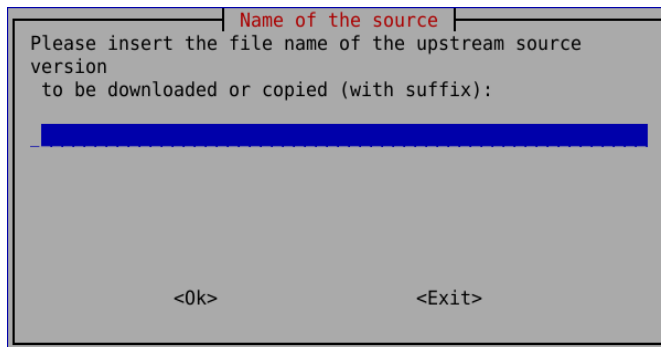 Name of the source
Please insert the file name of the upstream source
version
to be downloaded or copied (with suffix):
<Ok> <Exit>